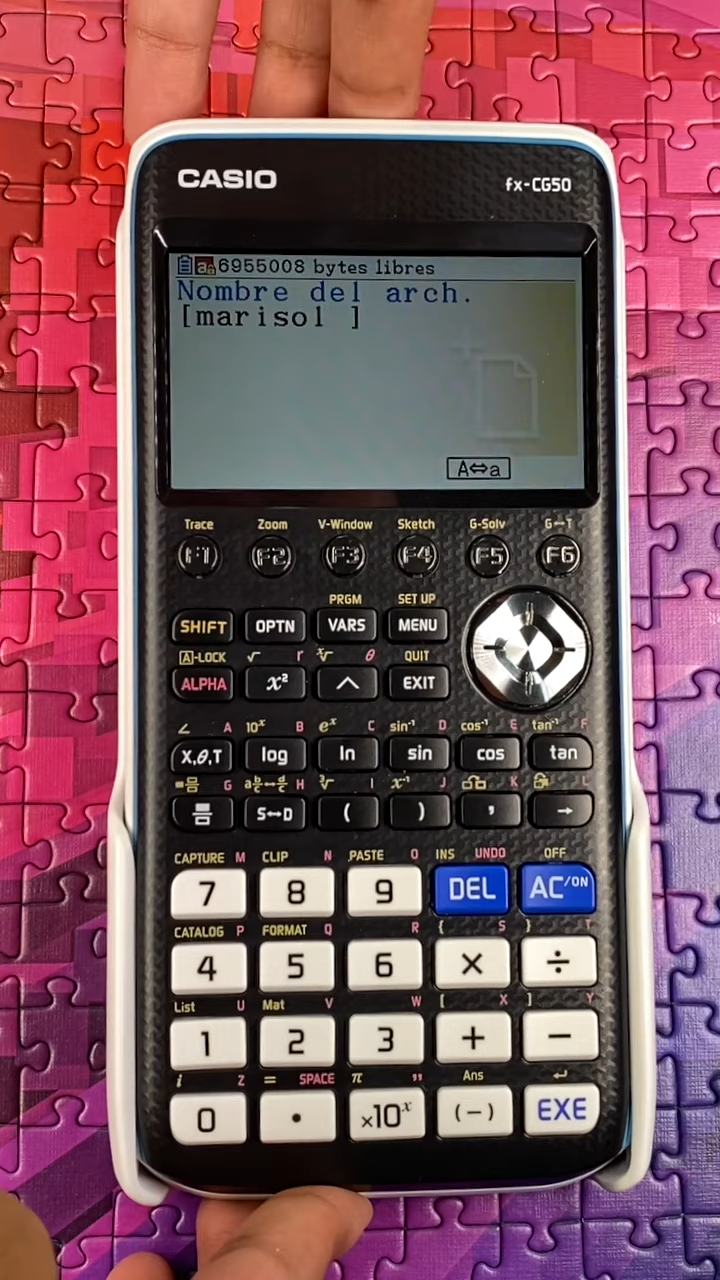 CASIO
fx-CG50
6955008 bytes libres
Nombre del arch.
[marisol ]
A⇔a
Trace Zoom V-Window Sketch G-Solv G↔T
F1 F2 F3 F4 F5 F6
PRGM SET UP
SHIFT OPTN VARS MENU
A-LOCK √ r ˣ√ θ QUIT
ALPHA x² ^ EXIT
∠ A 10ˣ B eˣ C sin⁻¹ D cos⁻¹ E tan⁻¹ F
X,θ,T log ln sin cos tan
G a b/c↔d/c H ³√ I x⁻¹ J K L
S↔D ( ) , →
CAPTURE M CLIP N PASTE O INS UNDO OFF
7 8 9 DEL AC/ON
CATALOG P FORMAT Q R { S } T
4 5 6 × ÷
List U Mat V W [ X ] Y
1 2 3 + −
i Z = SPACE π " Ans ↵
0 • ×10ˣ (−) EXE